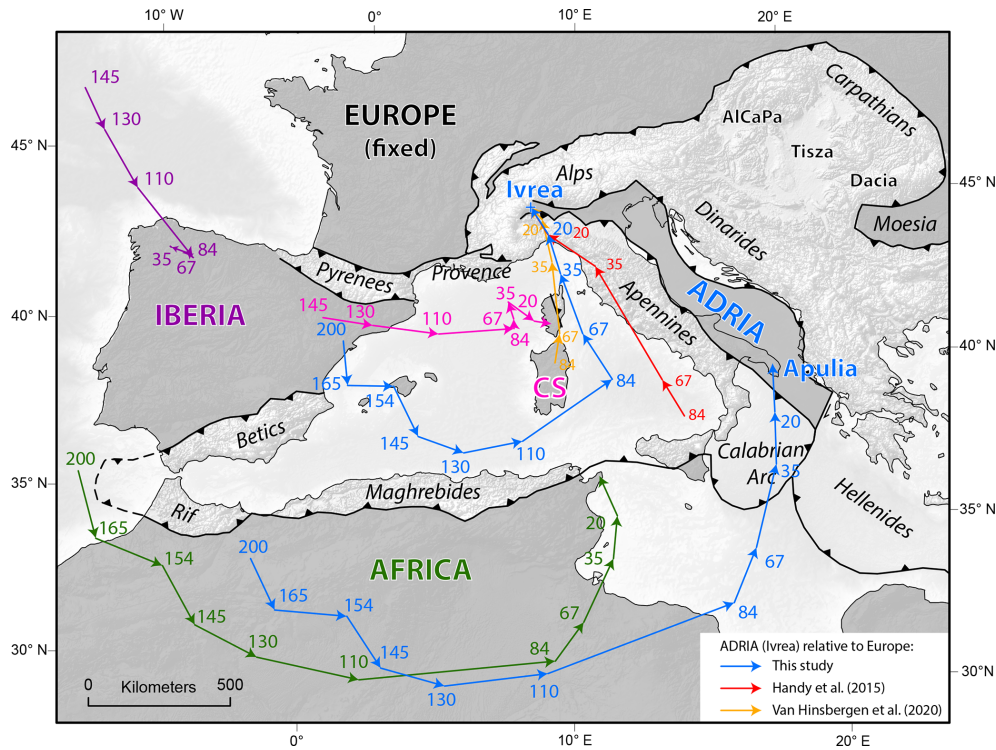 10° W
0°
10° E
20° E
145
130
110
84
35
67
45° N
40° N
35° N
30° N
45° N
40° N
35° N
30° N
EUROPE
(fixed)
Carpathians
AlCaPa
Tisza
Dacia
Moesia
Alps
Ivrea
Dinarides
20
20
20
35
35
35
Pyrenees
Provence
Apennines
ADRIA
IBERIA
145
130
110
35
20
67
84
67
67
84
84
67
84
CS
Apulia
200
165
154
145
130
110
20
35
67
84
Calabrian
Arc
Hellenides
Betics
Rif
Maghrebides
AFRICA
200
165
154
145
130
110
84
67
35
20
200
165
154
145
130
110
0
Kilometers
500
ADRIA (Ivrea) relative to Europe:
This study
Handy et al. (2015)
Van Hinsbergen et al. (2020)
0°
10° E
20° E